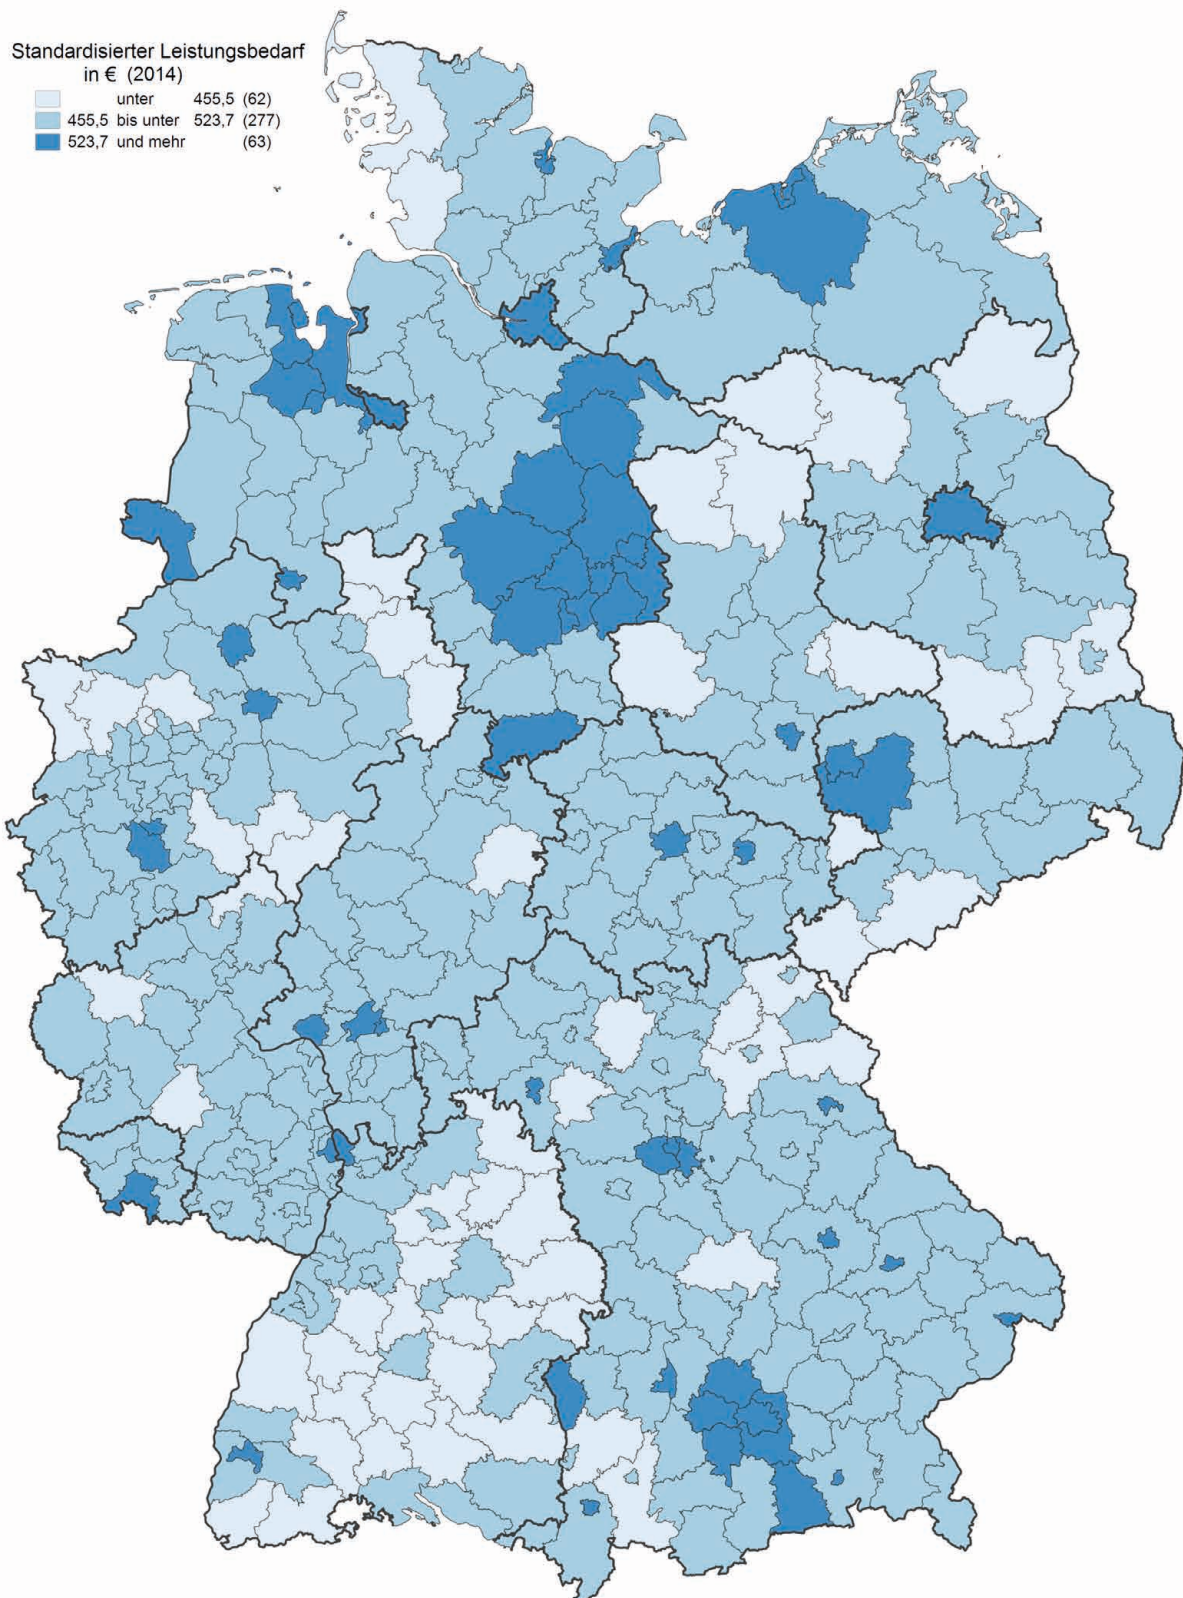 Standardisierter Leistungsbedarf
in € (2014)
unter 455,5 (62)
455,5 bis unter 523,7 (277)
523,7 und mehr (63)